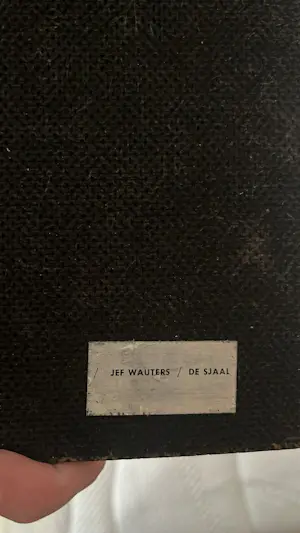 / JEF WAUTERS / DE SJAAL